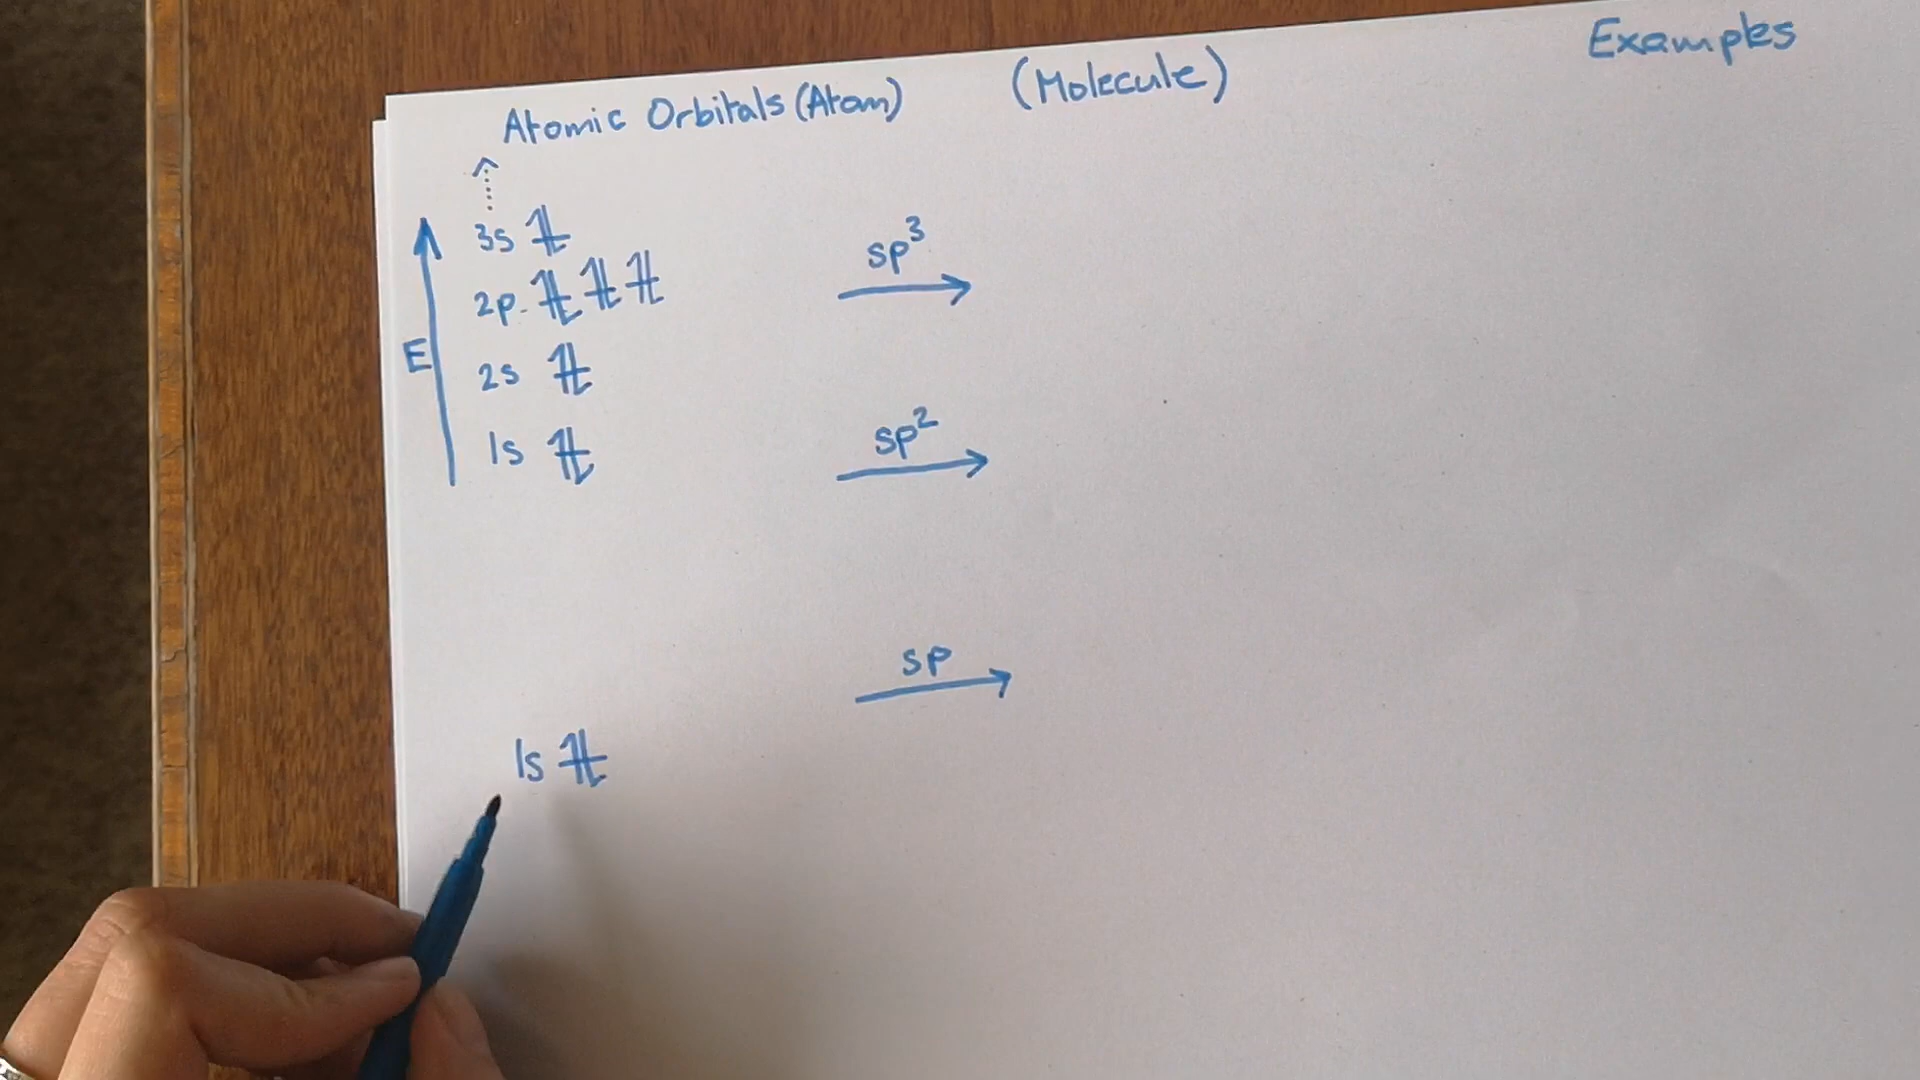 Atomic Orbitals (Atom) (Molecule) Examples
3s ⥮
2p ⥮ ⥮ ⥮
2s ⥮
1s ⥮
E
sp³
sp²
sp
1s ⥮